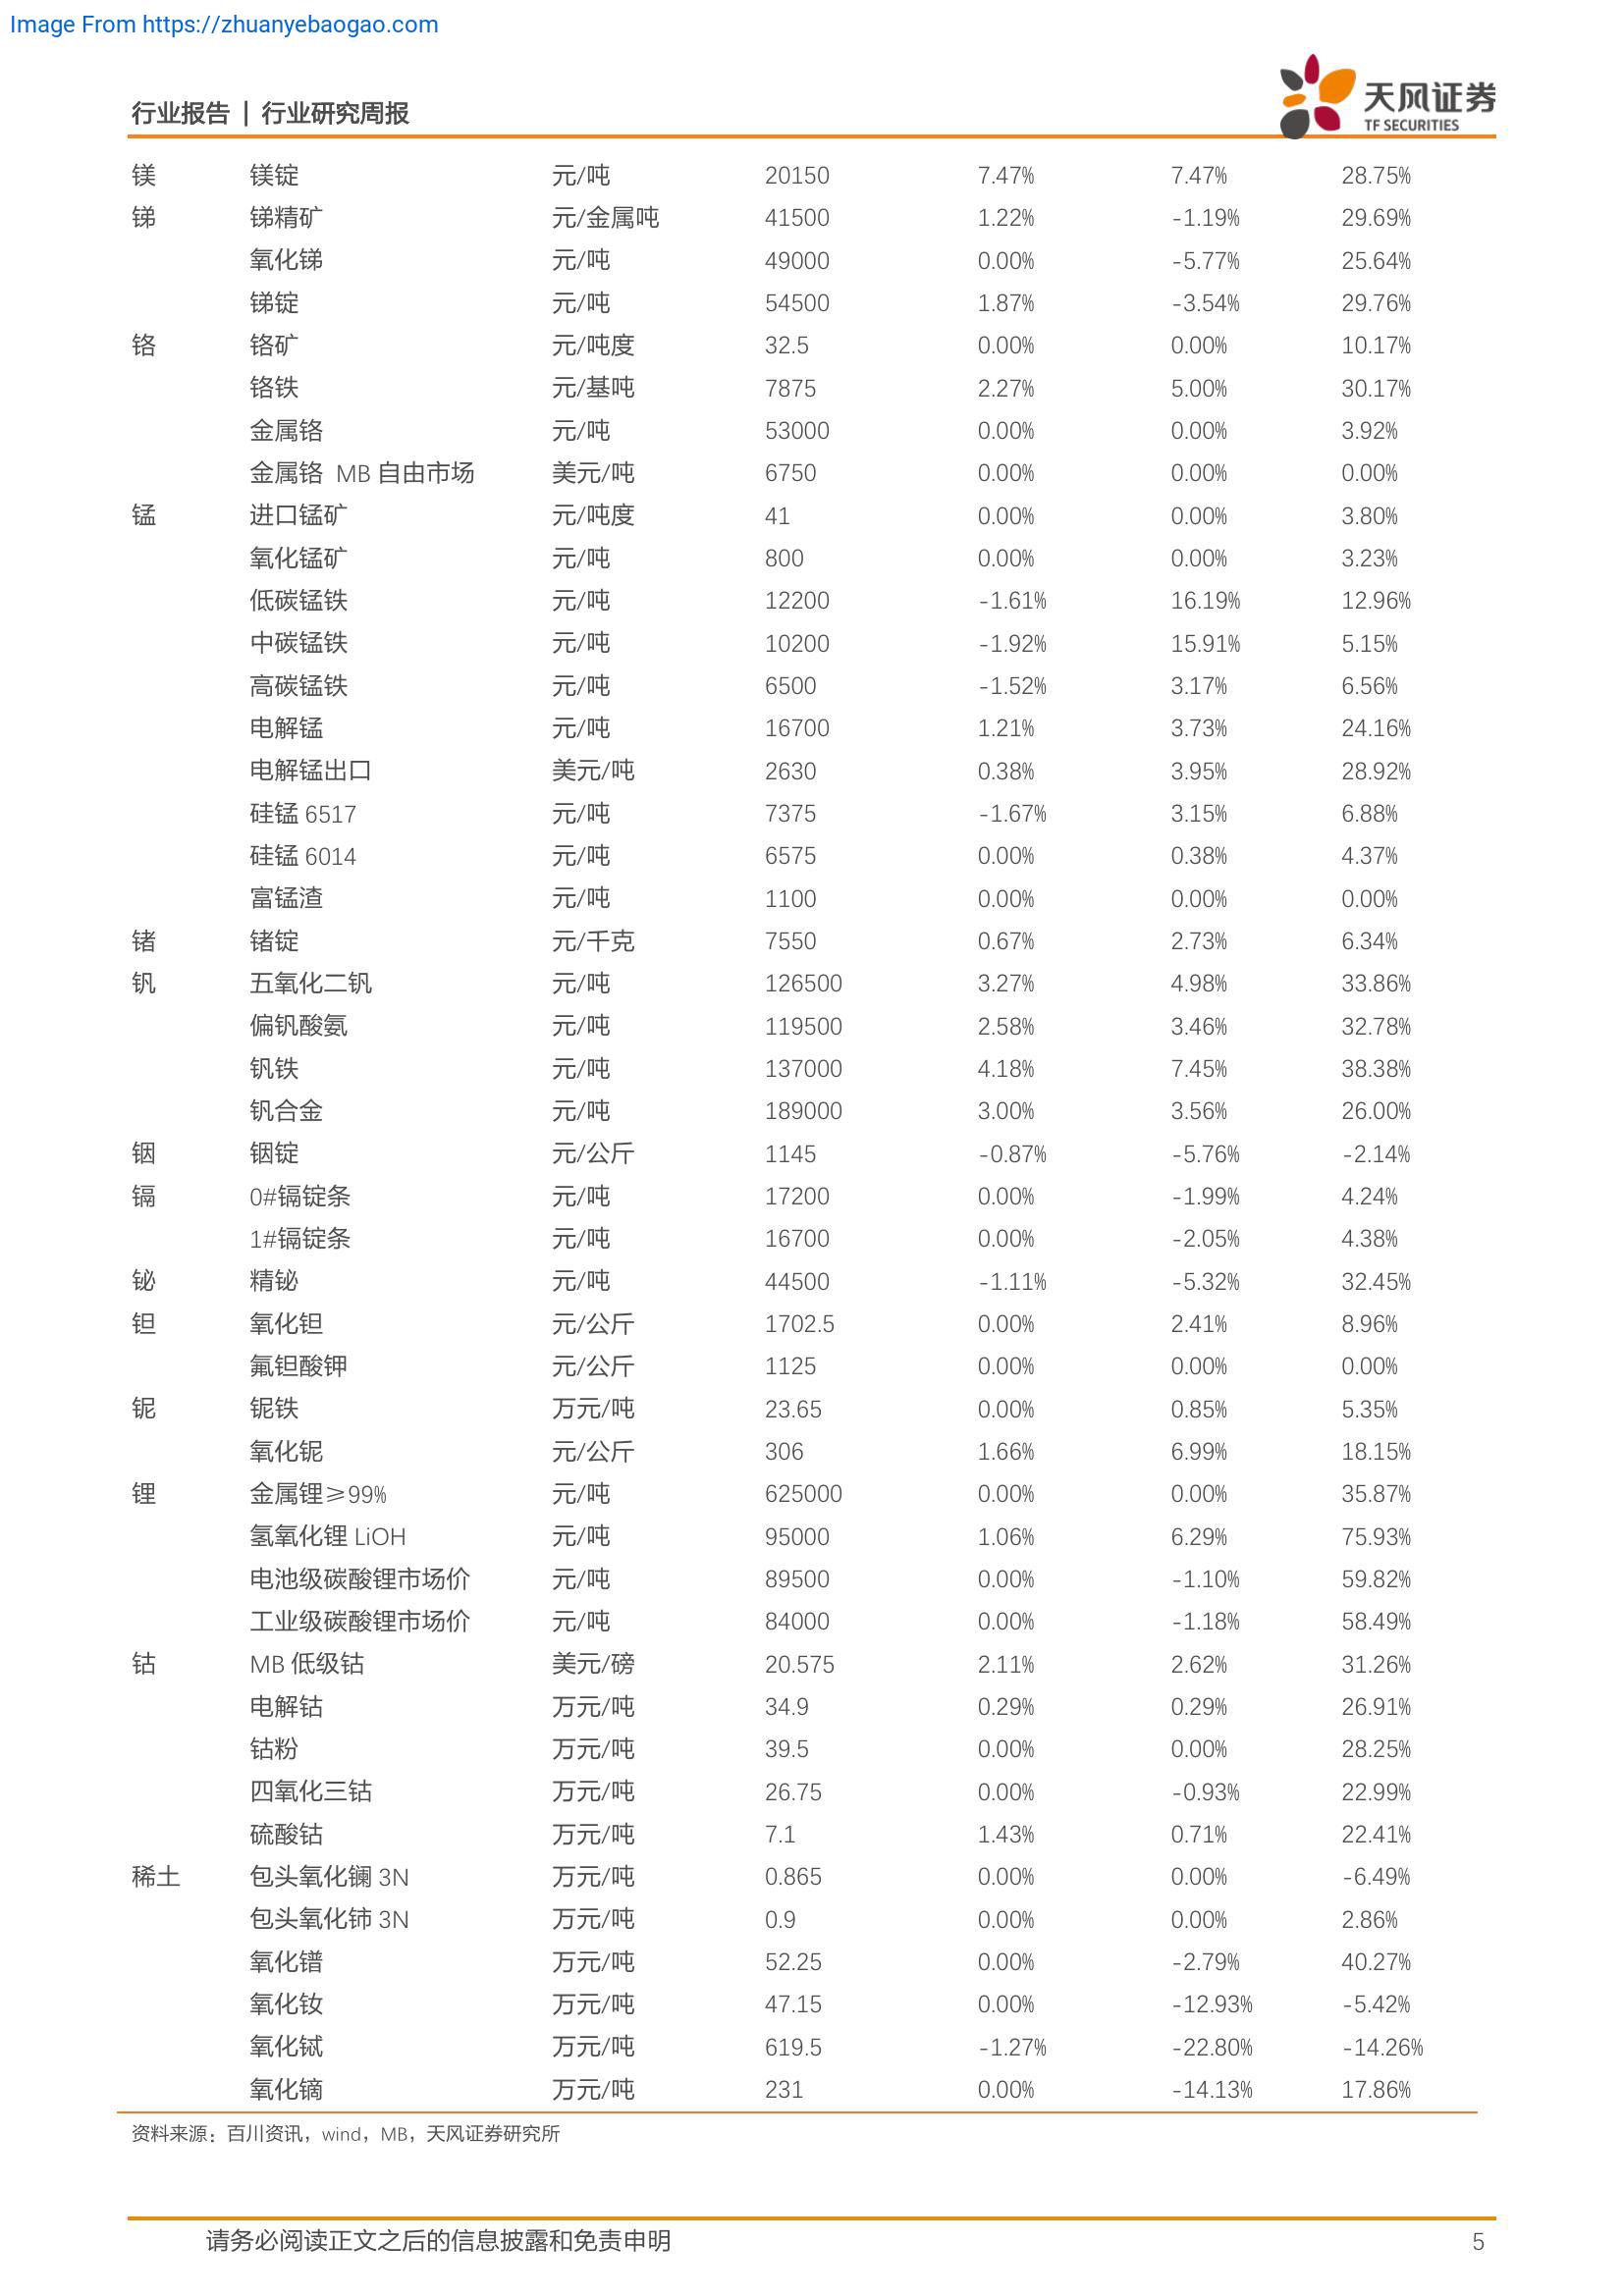 Image From https://zhuanyebaogao.com
行业报告 | 行业研究周报
天风证券
TF SECURITIES
镁 镁锭 元/吨 20150 7.47% 7.47% 28.75%
锑 锑精矿 元/金属吨 41500 1.22% -1.19% 29.69%
氧化锑 元/吨 49000 0.00% -5.77% 25.64%
锑锭 元/吨 54500 1.87% -3.54% 29.76%
铬 铬矿 元/吨度 32.5 0.00% 0.00% 10.17%
铬铁 元/基吨 7875 2.27% 5.00% 30.17%
金属铬 元/吨 53000 0.00% 0.00% 3.92%
金属铬 MB 自由市场 美元/吨 6750 0.00% 0.00% 0.00%
锰 进口锰矿 元/吨度 41 0.00% 0.00% 3.80%
氧化锰矿 元/吨 800 0.00% 0.00% 3.23%
低碳锰铁 元/吨 12200 -1.61% 16.19% 12.96%
中碳锰铁 元/吨 10200 -1.92% 15.91% 5.15%
高碳锰铁 元/吨 6500 -1.52% 3.17% 6.56%
电解锰 元/吨 16700 1.21% 3.73% 24.16%
电解锰出口 美元/吨 2630 0.38% 3.95% 28.92%
硅锰 6517 元/吨 7375 -1.67% 3.15% 6.88%
硅锰 6014 元/吨 6575 0.00% 0.38% 4.37%
富锰渣 元/吨 1100 0.00% 0.00% 0.00%
锗 锗锭 元/千克 7550 0.67% 2.73% 6.34%
钒 五氧化二钒 元/吨 126500 3.27% 4.98% 33.86%
偏钒酸氨 元/吨 119500 2.58% 3.46% 32.78%
钒铁 元/吨 137000 4.18% 7.45% 38.38%
钒合金 元/吨 189000 3.00% 3.56% 26.00%
铟 铟锭 元/公斤 1145 -0.87% -5.76% -2.14%
镉 0#镉锭条 元/吨 17200 0.00% -1.99% 4.24%
1#镉锭条 元/吨 16700 0.00% -2.05% 4.38%
铋 精铋 元/吨 44500 -1.11% -5.32% 32.45%
钽 氧化钽 元/公斤 1702.5 0.00% 2.41% 8.96%
氟钽酸钾 元/公斤 1125 0.00% 0.00% 0.00%
铌 铌铁 万元/吨 23.65 0.00% 0.85% 5.35%
氧化铌 元/公斤 306 1.66% 6.99% 18.15%
锂 金属锂≥99% 元/吨 625000 0.00% 0.00% 35.87%
氢氧化锂 LiOH 元/吨 95000 1.06% 6.29% 75.93%
电池级碳酸锂市场价 元/吨 89500 0.00% -1.10% 59.82%
工业级碳酸锂市场价 元/吨 84000 0.00% -1.18% 58.49%
钴 MB 低级钴 美元/磅 20.575 2.11% 2.62% 31.26%
电解钴 万元/吨 34.9 0.29% 0.29% 26.91%
钴粉 万元/吨 39.5 0.00% 0.00% 28.25%
四氧化三钴 万元/吨 26.75 0.00% -0.93% 22.99%
硫酸钴 万元/吨 7.1 1.43% 0.71% 22.41%
稀土 包头氧化镧 3N 万元/吨 0.865 0.00% 0.00% -6.49%
包头氧化铈 3N 万元/吨 0.9 0.00% 0.00% 2.86%
氧化镨 万元/吨 52.25 0.00% -2.79% 40.27%
氧化钕 万元/吨 47.15 0.00% -12.93% -5.42%
氧化铽 万元/吨 619.5 -1.27% -22.80% -14.26%
氧化镝 万元/吨 231 0.00% -14.13% 17.86%
资料来源：百川资讯，wind，MB，天风证券研究所
请务必阅读正文之后的信息披露和免责申明 5